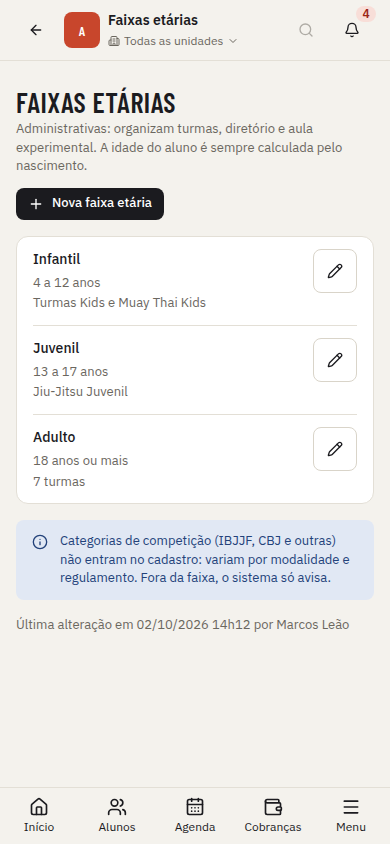 A
Faixas etárias
Todas as unidades
4
FAIXAS ETÁRIAS
Administrativas: organizam turmas, diretório e aula
experimental. A idade do aluno é sempre calculada pelo
nascimento.
Nova faixa etária
Infantil
4 a 12 anos
Turmas Kids e Muay Thai Kids
Juvenil
13 a 17 anos
Jiu-Jitsu Juvenil
Adulto
18 anos ou mais
7 turmas
Categorias de competição (IBJJF, CBJ e outras)
não entram no cadastro: variam por modalidade e
regulamento. Fora da faixa, o sistema só avisa.
Última alteração em 02/10/2026 14h12 por Marcos Leão
Início
Alunos
Agenda
Cobranças
Menu